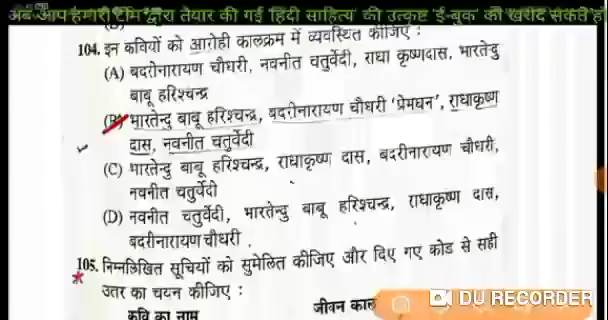 अब आप हमारी टीम द्वारा तैयार की गई हिंदी साहित्य की उत्कृष्ट ई-बुक को खरीद सकते हो
104. इन कवियों को आरोही कालक्रम में व्यवस्थित कीजिए :
(A) बदरीनारायण चौधरी, नवनीत चतुर्वेदी, राधा कृष्णदास, भारतेन्दु
बाबू हरिश्चन्द्र
(B) भारतेन्दु बाबू हरिश्चन्द्र, बदरीनारायण चौधरी 'प्रेमघन', राधाकृष्ण
दास, नवनीत चतुर्वेदी
(C) भारतेन्दु बाबू हरिश्चन्द्र, राधाकृष्ण दास, बदरीनारायण चौधरी,
नवनीत चतुर्वेदी
(D) नवनीत चतुर्वेदी, भारतेन्दु बाबू हरिश्चन्द्र, राधाकृष्ण दास,
बदरीनारायण चौधरी .
105. निम्नलिखित सूचियों को सुमेलित कीजिए और दिए गए कोड से सही
उतर का चयन कीजिए :
कवि का नाम जीवन काल
DU RECORDER